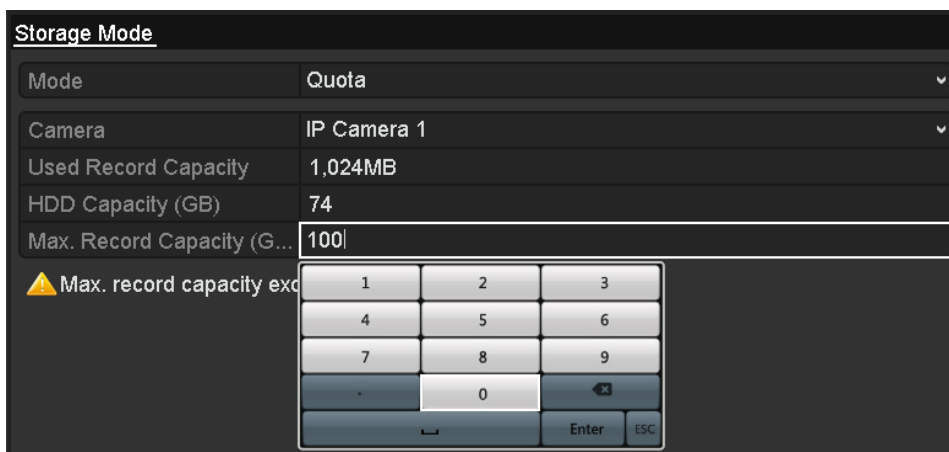 Storage Mode
Mode Quota
Camera IP Camera 1
Used Record Capacity 1,024MB
HDD Capacity (GB) 74
Max. Record Capacity (G... 100
Max. record capacity exc
1 2 3
4 5 6
7 8 9
. 0
Enter ESC